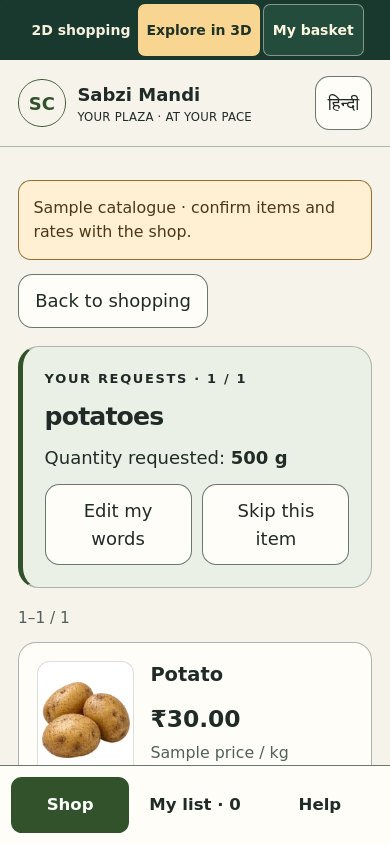 2D shopping Explore in 3D My basket
SC Sabzi Mandi
YOUR PLAZA · AT YOUR PACE
हिन्दी
Sample catalogue · confirm items and
rates with the shop.
Back to shopping
YOUR REQUESTS · 1 / 1
potatoes
Quantity requested: 500 g
Edit my
words
Skip this
item
1–1 / 1
Potato
₹30.00
Sample price / kg
Shop My list · 0 Help